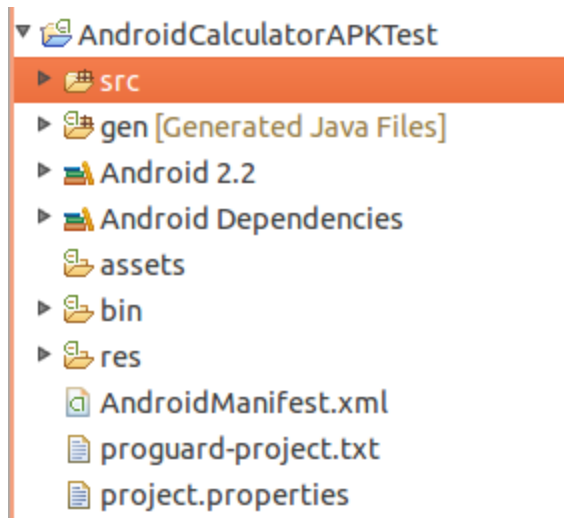 AndroidCalculatorAPKTest
src
gen [Generated Java Files]
Android 2.2
Android Dependencies
assets
bin
res
AndroidManifest.xml
proguard-project.txt
project.properties